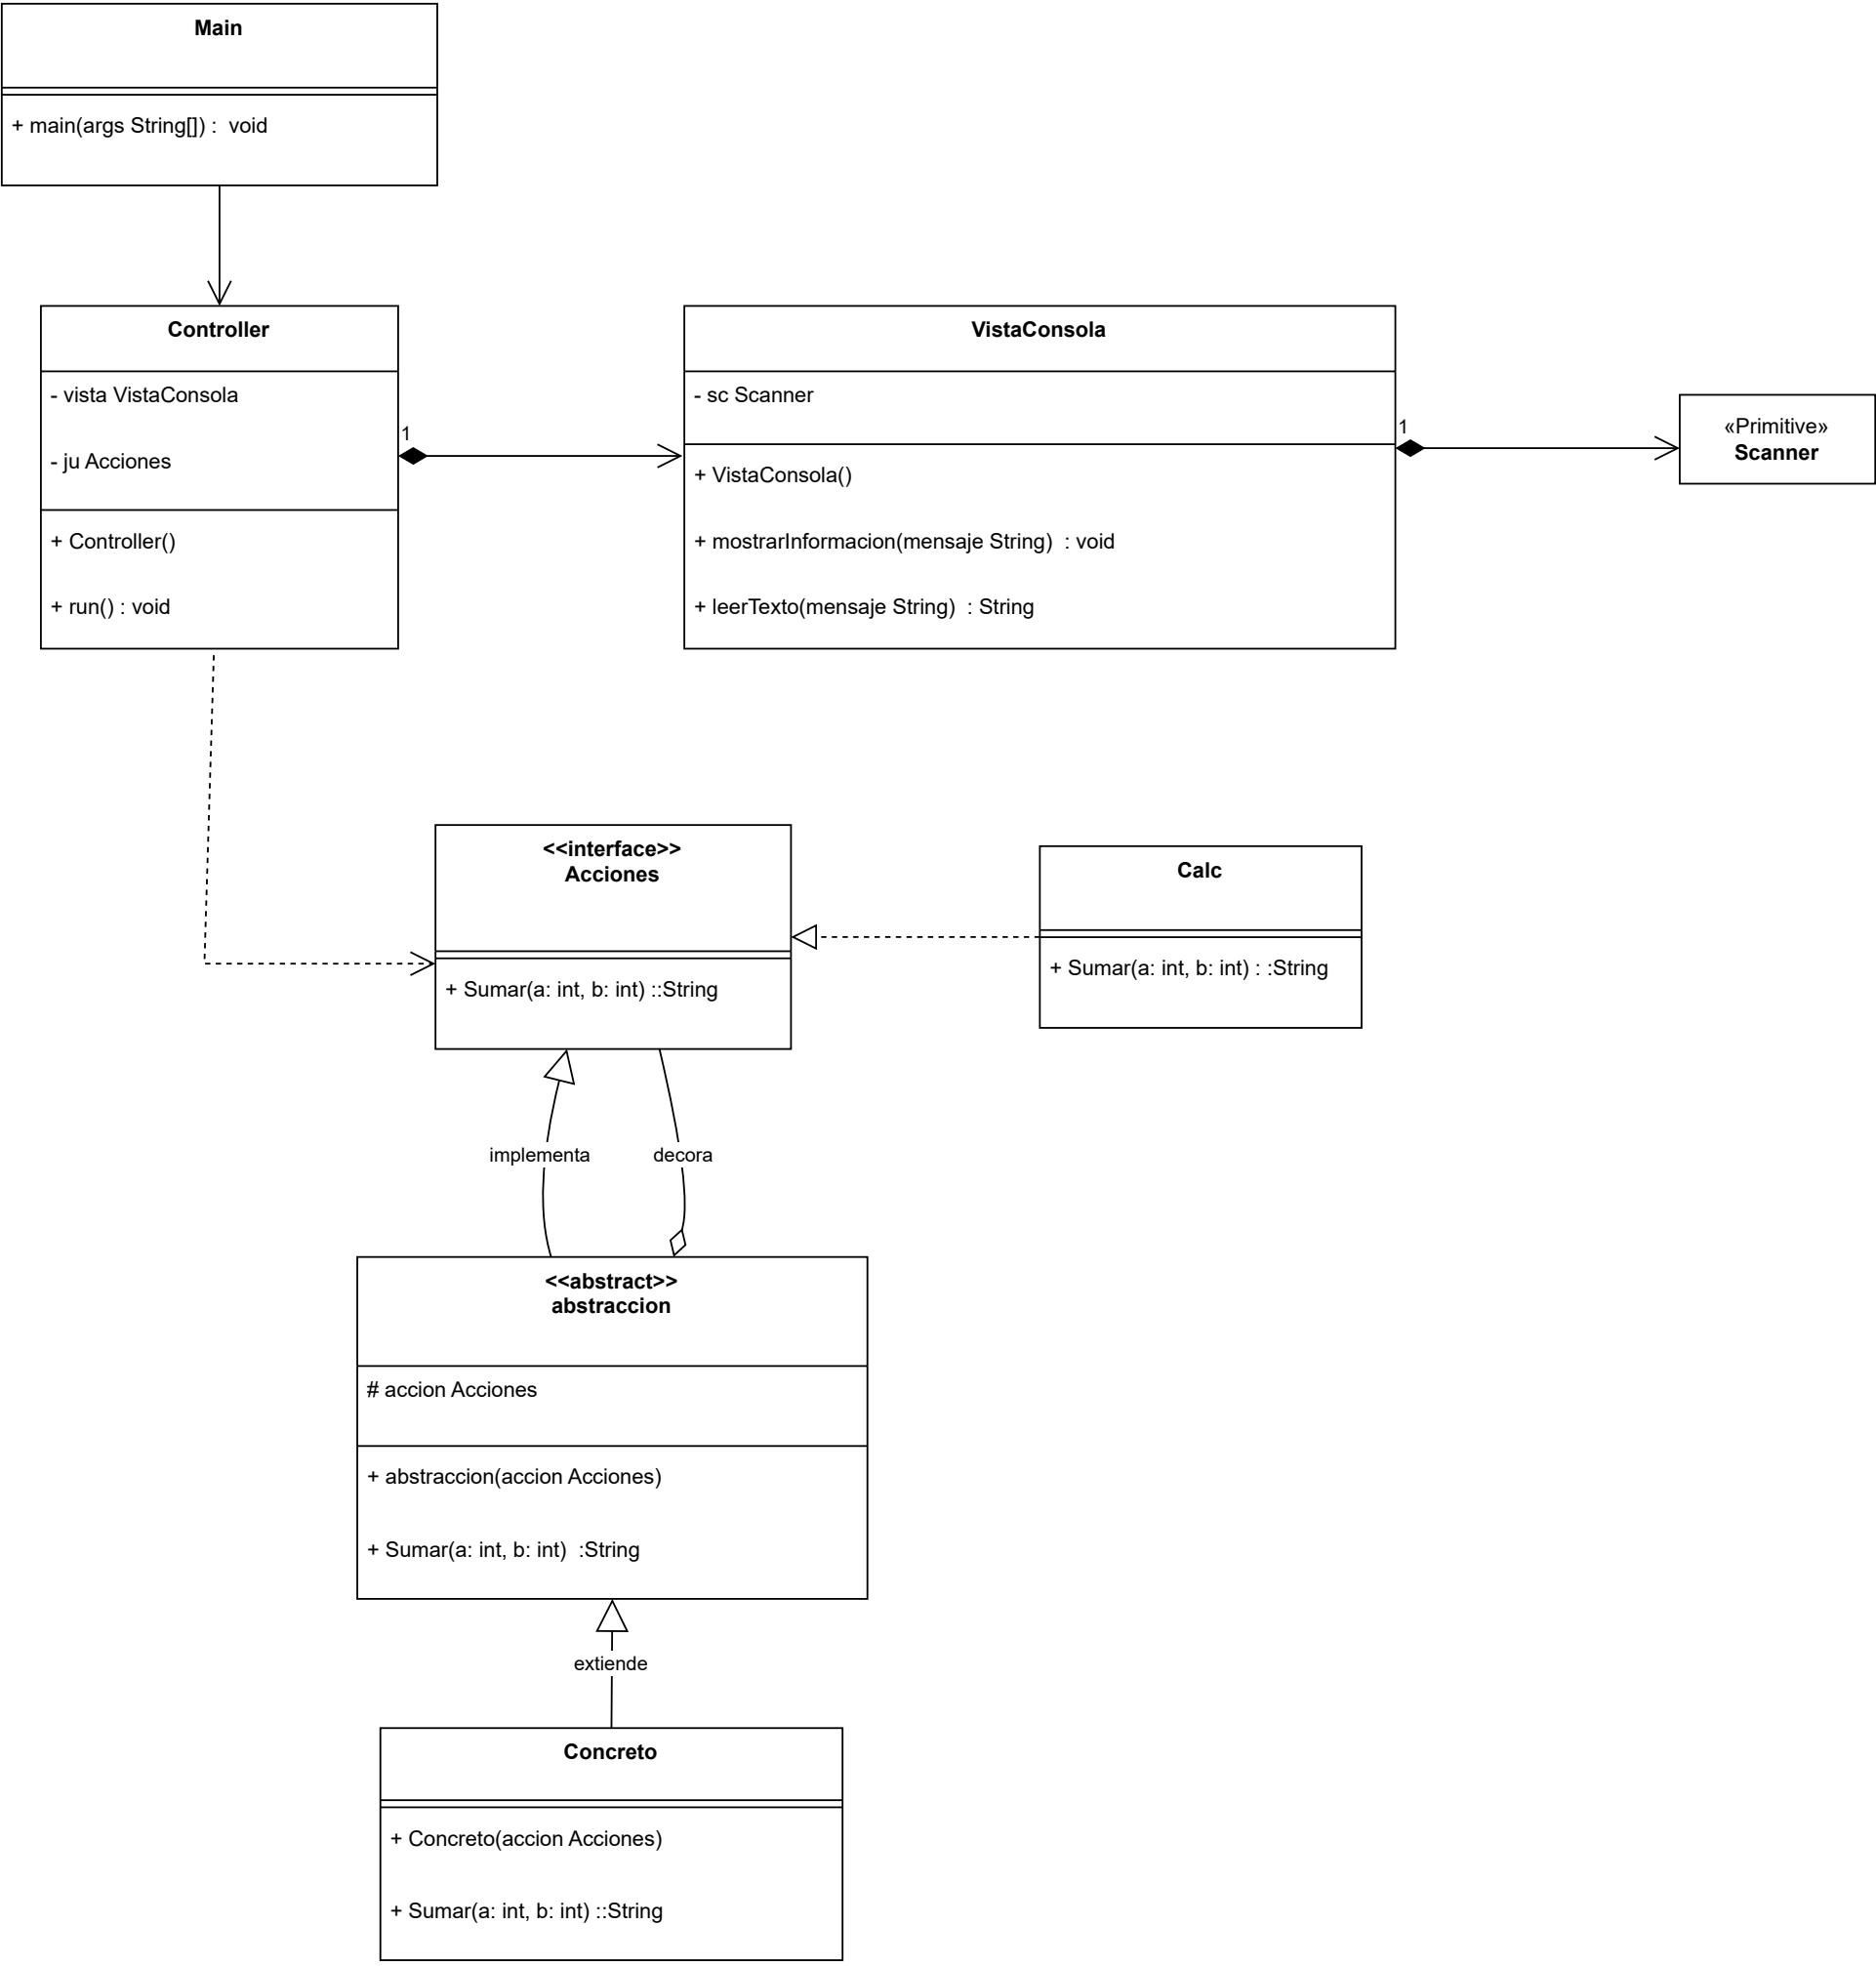 Main
+ main(args String[]) :  void
Controller
- vista VistaConsola
- ju Acciones
+ Controller()
+ run() : void
1
VistaConsola
- sc Scanner
+ VistaConsola()
+ mostrarInformacion(mensaje String)  : void
+ leerTexto(mensaje String)  : String
1
«Primitive»
Scanner
<<interface>>
Acciones
+ Sumar(a: int, b: int) ::String
Calc
+ Sumar(a: int, b: int) : :String
implementa
decora
<<abstract>>
abstraccion
# accion Acciones
+ abstraccion(accion Acciones)
+ Sumar(a: int, b: int)  :String
extiende
Concreto
+ Concreto(accion Acciones)
+ Sumar(a: int, b: int) ::String